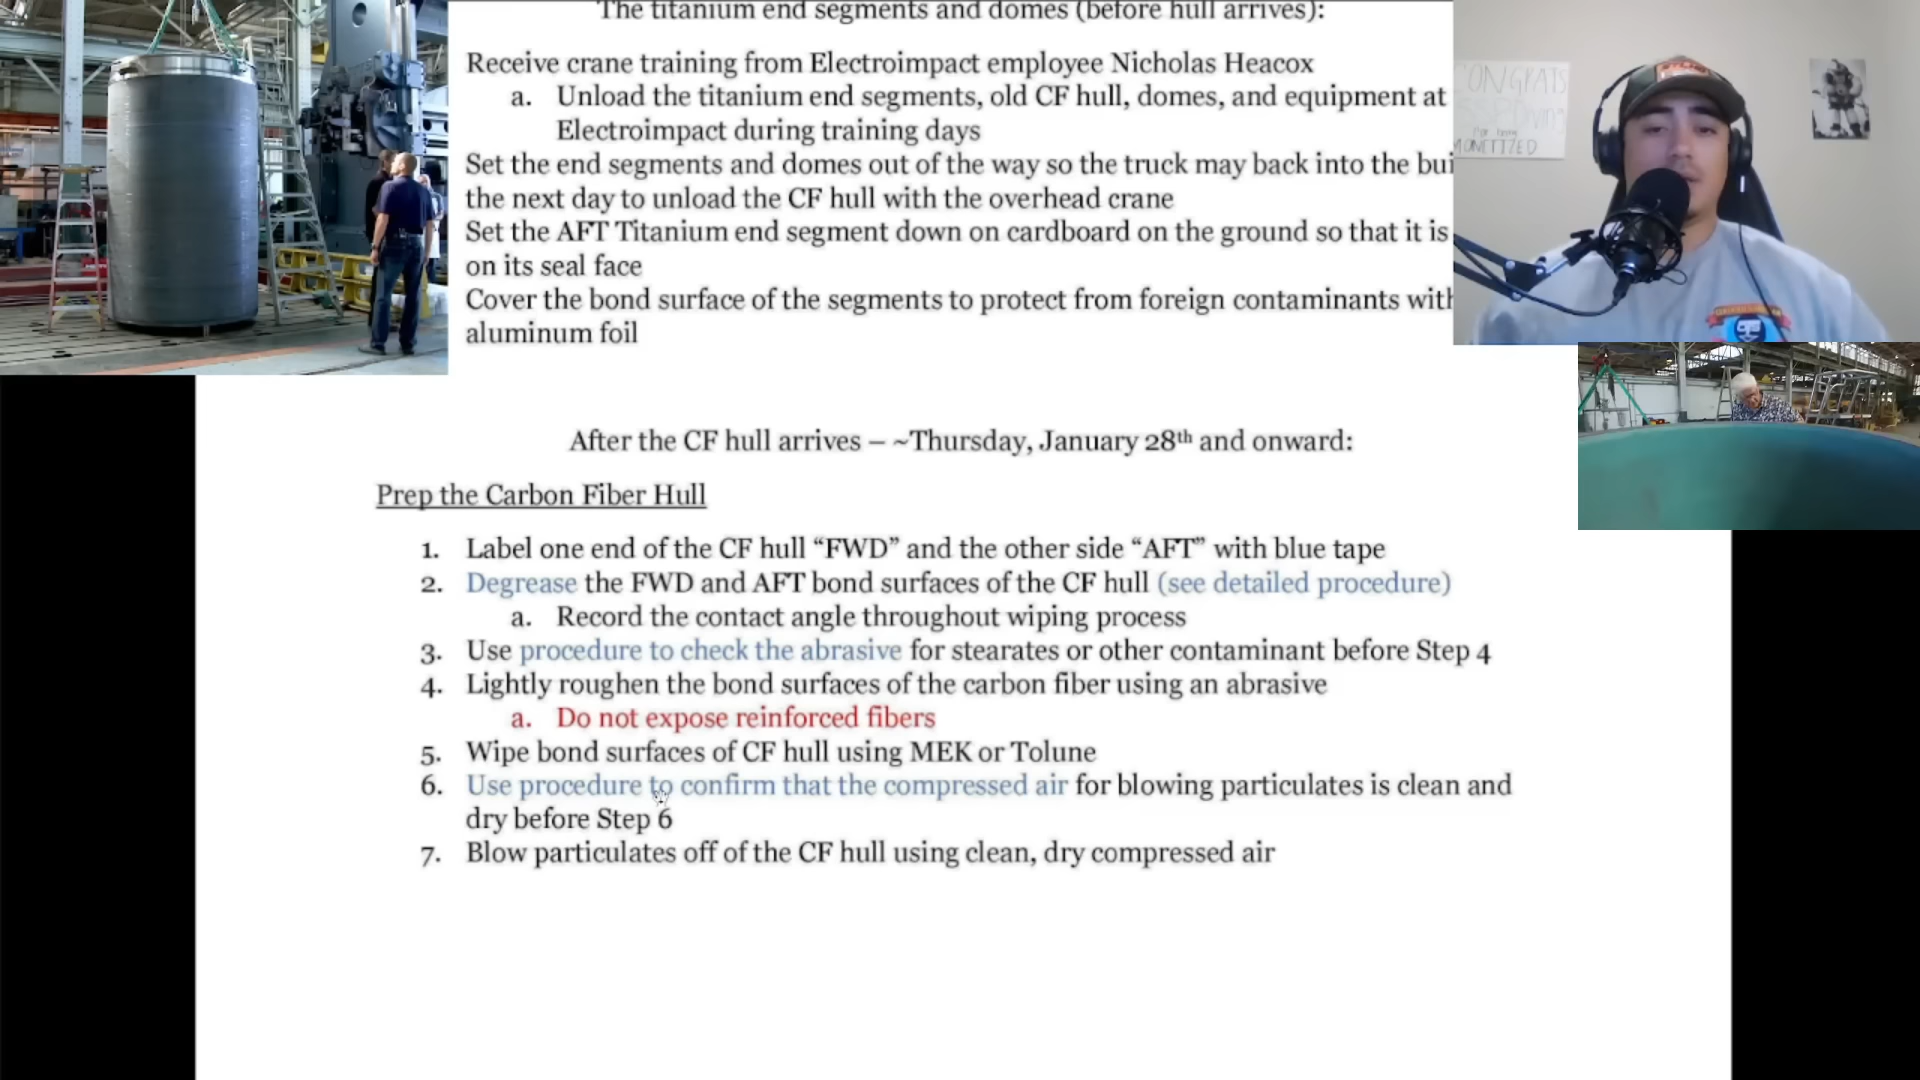 The titanium end segments and domes (before hull arrives):
Receive crane training from Electroimpact employee Nicholas Heacox
a. Unload the titanium end segments, old CF hull, domes, and equipment at
Electroimpact during training days
Set the end segments and domes out of the way so the truck may back into the bui
the next day to unload the CF hull with the overhead crane
Set the AFT Titanium end segment down on cardboard on the ground so that it is
on its seal face
Cover the bond surface of the segments to protect from foreign contaminants with
aluminum foil
CONGRATS
MONETIZED
After the CF hull arrives – ~Thursday, January 28th and onward:
Prep the Carbon Fiber Hull
1. Label one end of the CF hull “FWD” and the other side “AFT” with blue tape
2. Degrease the FWD and AFT bond surfaces of the CF hull (see detailed procedure)
a. Record the contact angle throughout wiping process
3. Use procedure to check the abrasive for stearates or other contaminant before Step 4
4. Lightly roughen the bond surfaces of the carbon fiber using an abrasive
a. Do not expose reinforced fibers
5. Wipe bond surfaces of CF hull using MEK or Tolune
6. Use procedure to confirm that the compressed air for blowing particulates is clean and
dry before Step 6
7. Blow particulates off of the CF hull using clean, dry compressed air